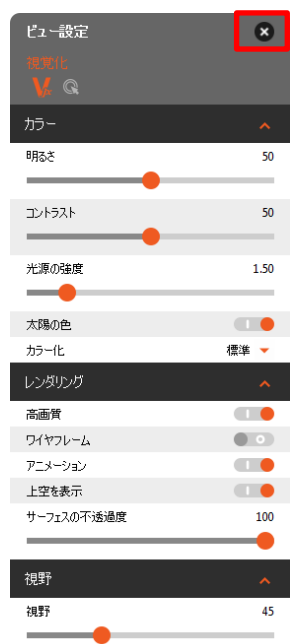 ビュー設定
視覚化
カラー
明るさ 50
コントラスト 50
光源の強度 1.50
太陽の色
カラー化 標準
レンダリング
高画質
ワイヤフレーム
アニメーション
上空を表示
サーフェスの不透過度 100
視野
視野 45